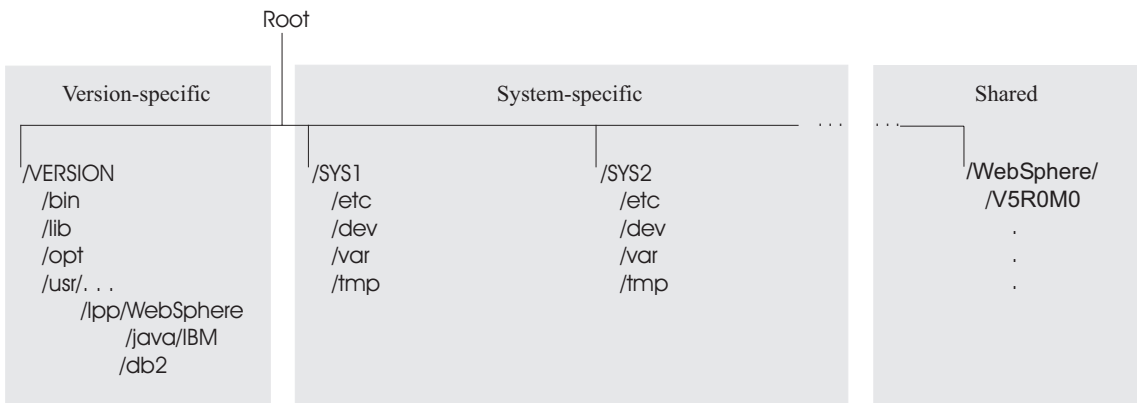 Root
Version-specific
System-specific
Shared
. . .
. . .
/VERSION
/bin
/lib
/opt
/usr/. . .
/lpp/WebSphere
/java/IBM
/db2
/SYS1
/etc
/dev
/var
/tmp
/SYS2
/etc
/dev
/var
/tmp
/WebSphere/
/V5R0M0
.
.
.